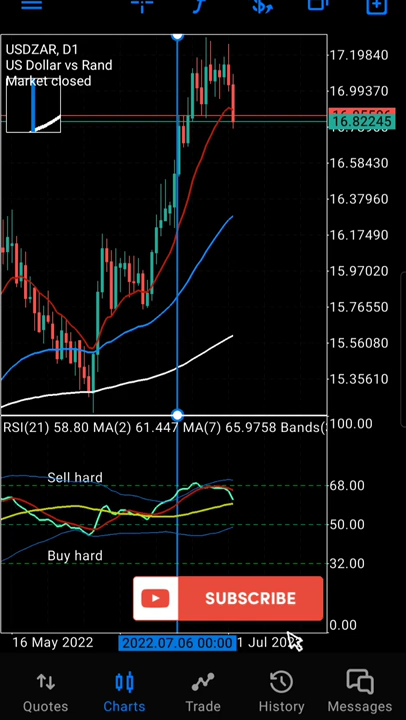 USDZAR, D1
US Dollar vs Rand
Market closed
17.19840
16.99370
16.82245
16.58430
16.37960
16.17490
15.97020
15.76550
15.56080
15.35610
RSI(21) 58.80 MA(2) 61.447 MA(7) 65.9758 Bands(
100.00
Sell hard
68.00
50.00
Buy hard
32.00
SUBSCRIBE
0.00
16 May 2022
2022.07.06 00:00
1 Jul 20
Quotes
Charts
Trade
History
Messages